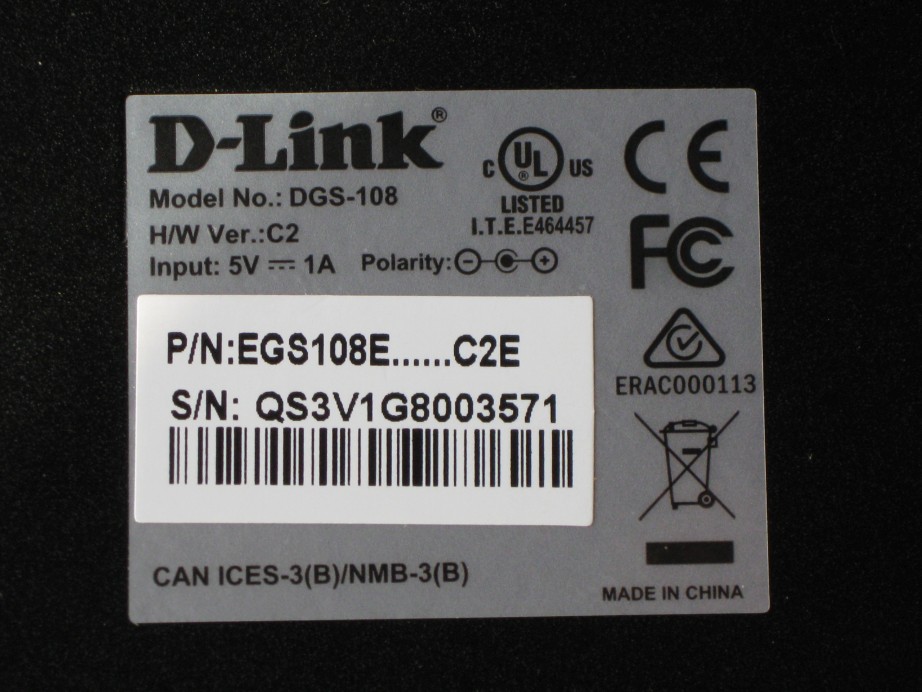 D-Link®
Model No.: DGS-108
H/W Ver.:C2
Input: 5V ⎓ 1A Polarity:
C UL ® US
LISTED
I.T.E.E464457
CE
FC
P/N:EGS108E......C2E
S/N: QS3V1G8003571
ERAC000113
CAN ICES-3(B)/NMB-3(B)
MADE IN CHINA